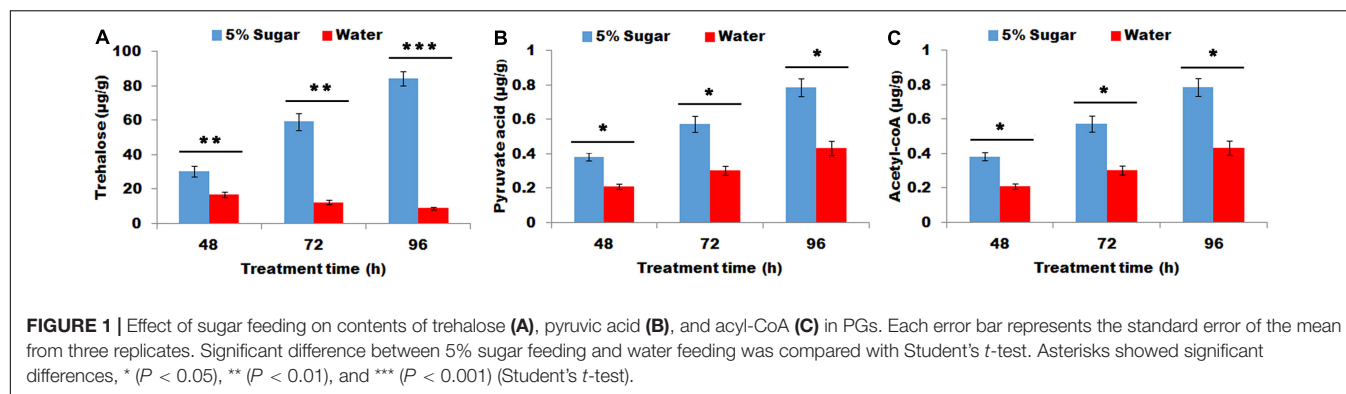 A
5% Sugar Water
Trehalose (µg/g)
100
80
60
40
20
0
**
**
***
48 72 96
Treatment time (h)
B
5% Sugar Water
Pyruvate acid (µg/g)
1
0.8
0.6
0.4
0.2
0
*
*
*
48 72 96
Treatment time (h)
C
5% Sugar Water
Acetyl-coA (µg/g)
1
0.8
0.6
0.4
0.2
0
*
*
*
48 72 96
Treatment time (h)
FIGURE 1 | Effect of sugar feeding on contents of trehalose (A), pyruvic acid (B), and acyl-CoA (C) in PGs. Each error bar represents the standard error of the mean
from three replicates. Significant difference between 5% sugar feeding and water feeding was compared with Student's t-test. Asterisks showed significant
differences, * (P < 0.05), ** (P < 0.01), and *** (P < 0.001) (Student's t-test).